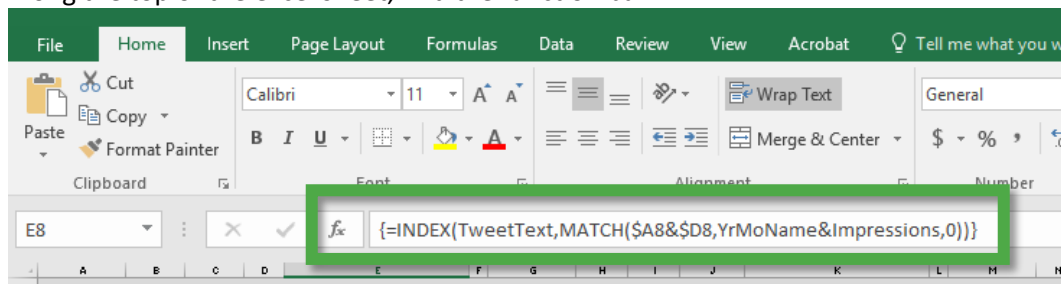 File Home Insert Page Layout Formulas Data Review View Acrobat Tell me what you w
Cut
Copy
Format Painter
Paste
Calibri 11 A A
B I U A
Wrap Text
Merge & Center
General
$ % ,
Clipboard Font Alignment Number
E8 fx {=INDEX(TweetText,MATCH($A8&$D8,YrMoName&Impressions,0))}
A B C D E F G H I J K L M N